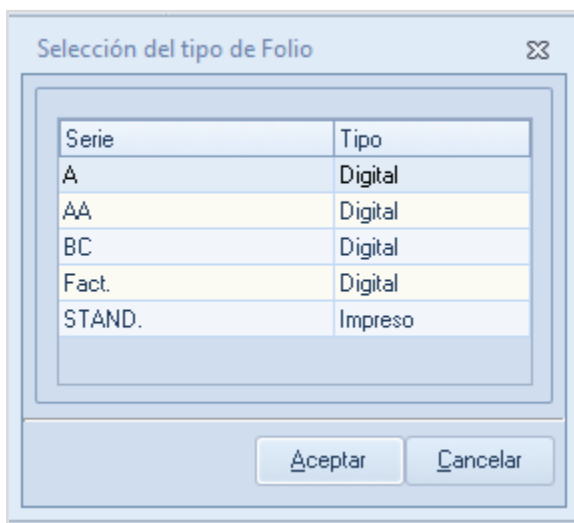 Selección del tipo de Folio
Serie Tipo
A Digital
AA Digital
BC Digital
Fact. Digital
STAND. Impreso
Aceptar Cancelar